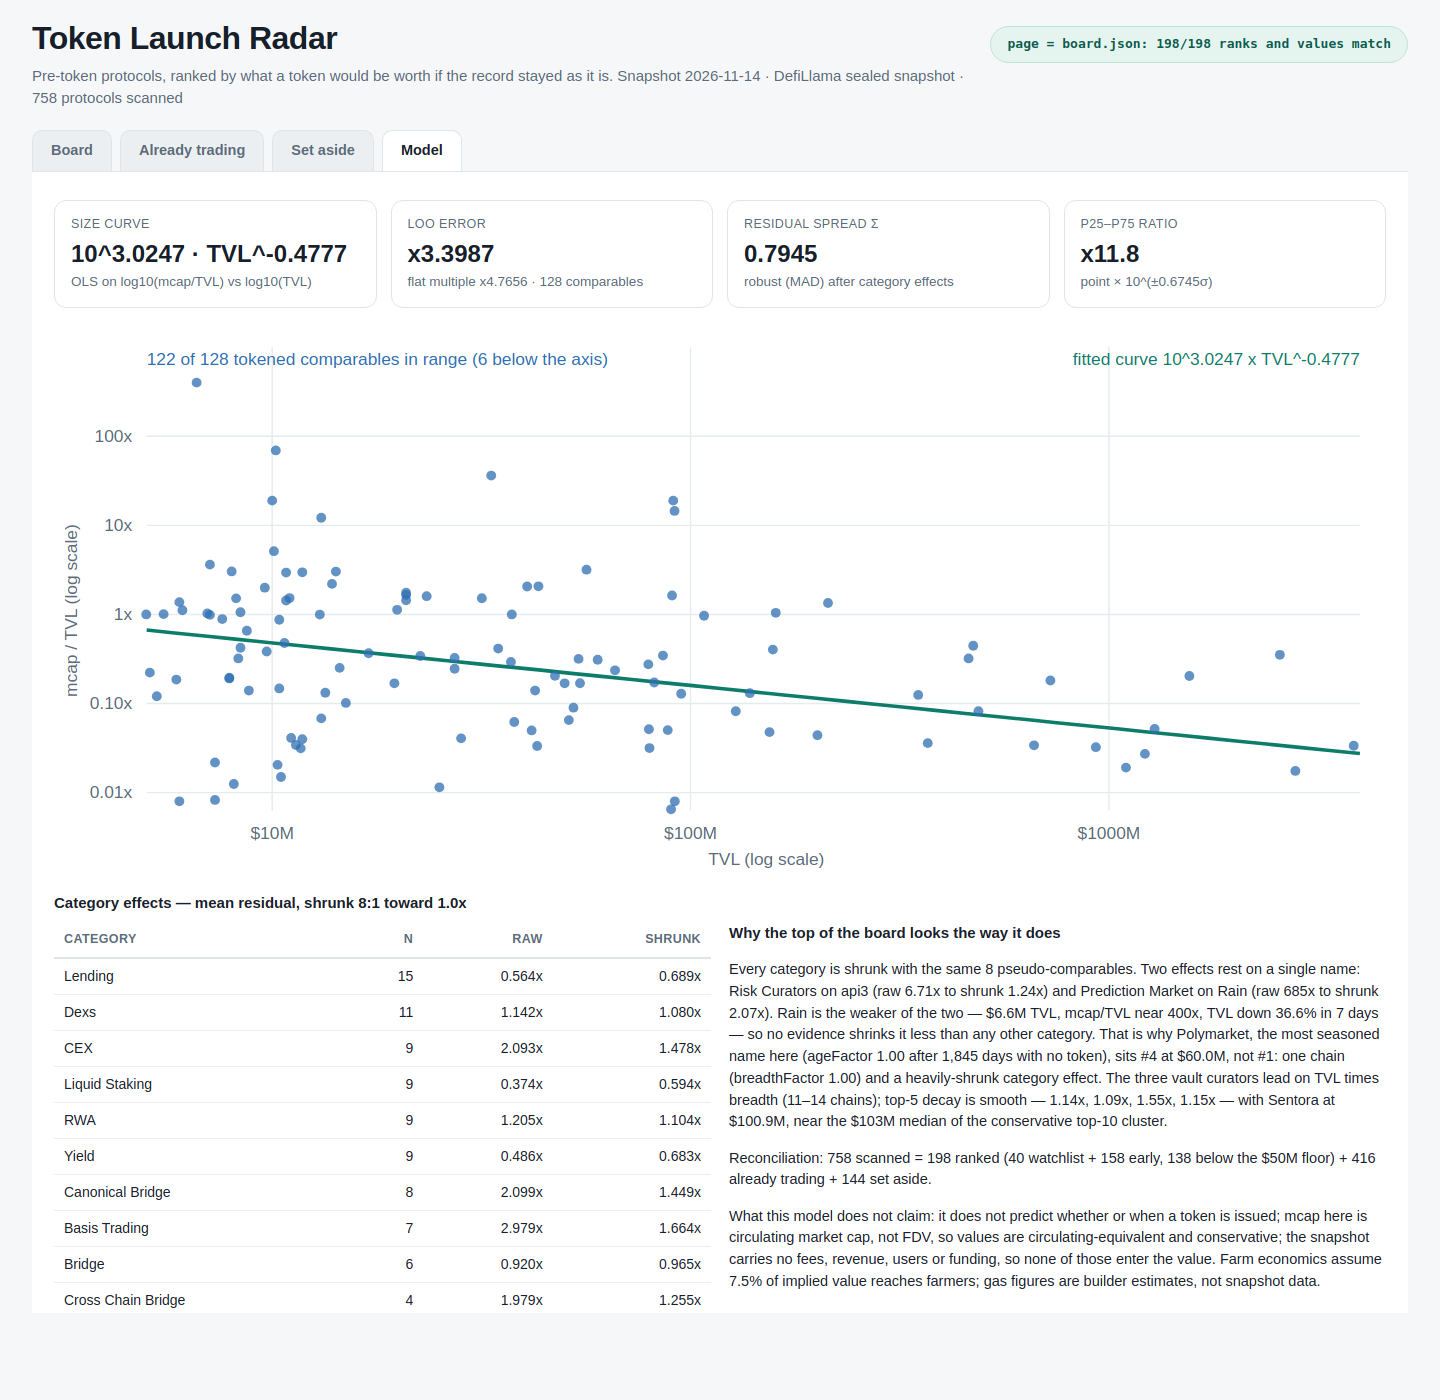 Token Launch Radar
page = board.json: 198/198 ranks and values match
Pre-token protocols, ranked by what a token would be worth if the record stayed as it is. Snapshot 2026-11-14 · DefiLlama sealed snapshot ·
758 protocols scanned
Board
Already trading
Set aside
Model
SIZE CURVE
10^3.0247 · TVL^-0.4777
OLS on log10(mcap/TVL) vs log10(TVL)
LOO ERROR
x3.3987
flat multiple x4.7656 · 128 comparables
RESIDUAL SPREAD Σ
0.7945
robust (MAD) after category effects
P25–P75 RATIO
x11.8
point × 10^(±0.6745σ)
122 of 128 tokened comparables in range (6 below the axis)
fitted curve 10^3.0247 x TVL^-0.4777
mcap / TVL (log scale)
100x
10x
1x
0.10x
0.01x
$10M
$100M
$1000M
TVL (log scale)
Category effects — mean residual, shrunk 8:1 toward 1.0x
CATEGORY N RAW SHRUNK
Lending 15 0.564x 0.689x
Dexs 11 1.142x 1.080x
CEX 9 2.093x 1.478x
Liquid Staking 9 0.374x 0.594x
RWA 9 1.205x 1.104x
Yield 9 0.486x 0.683x
Canonical Bridge 8 2.099x 1.449x
Basis Trading 7 2.979x 1.664x
Bridge 6 0.920x 0.965x
Cross Chain Bridge 4 1.979x 1.255x
Why the top of the board looks the way it does
Every category is shrunk with the same 8 pseudo-comparables. Two effects rest on a single name:
Risk Curators on api3 (raw 6.71x to shrunk 1.24x) and Prediction Market on Rain (raw 685x to shrunk
2.07x). Rain is the weaker of the two — $6.6M TVL, mcap/TVL near 400x, TVL down 36.6% in 7 days
— so no evidence shrinks it less than any other category. That is why Polymarket, the most seasoned
name here (ageFactor 1.00 after 1,845 days with no token), sits #4 at $60.0M, not #1: one chain
(breadthFactor 1.00) and a heavily-shrunk category effect. The three vault curators lead on TVL times
breadth (11–14 chains); top-5 decay is smooth — 1.14x, 1.09x, 1.55x, 1.15x — with Sentora at
$100.9M, near the $103M median of the conservative top-10 cluster.
Reconciliation: 758 scanned = 198 ranked (40 watchlist + 158 early, 138 below the $50M floor) + 416
already trading + 144 set aside.
What this model does not claim: it does not predict whether or when a token is issued; mcap here is
circulating market cap, not FDV, so values are circulating-equivalent and conservative; the snapshot
carries no fees, revenue, users or funding, so none of those enter the value. Farm economics assume
7.5% of implied value reaches farmers; gas figures are builder estimates, not snapshot data.